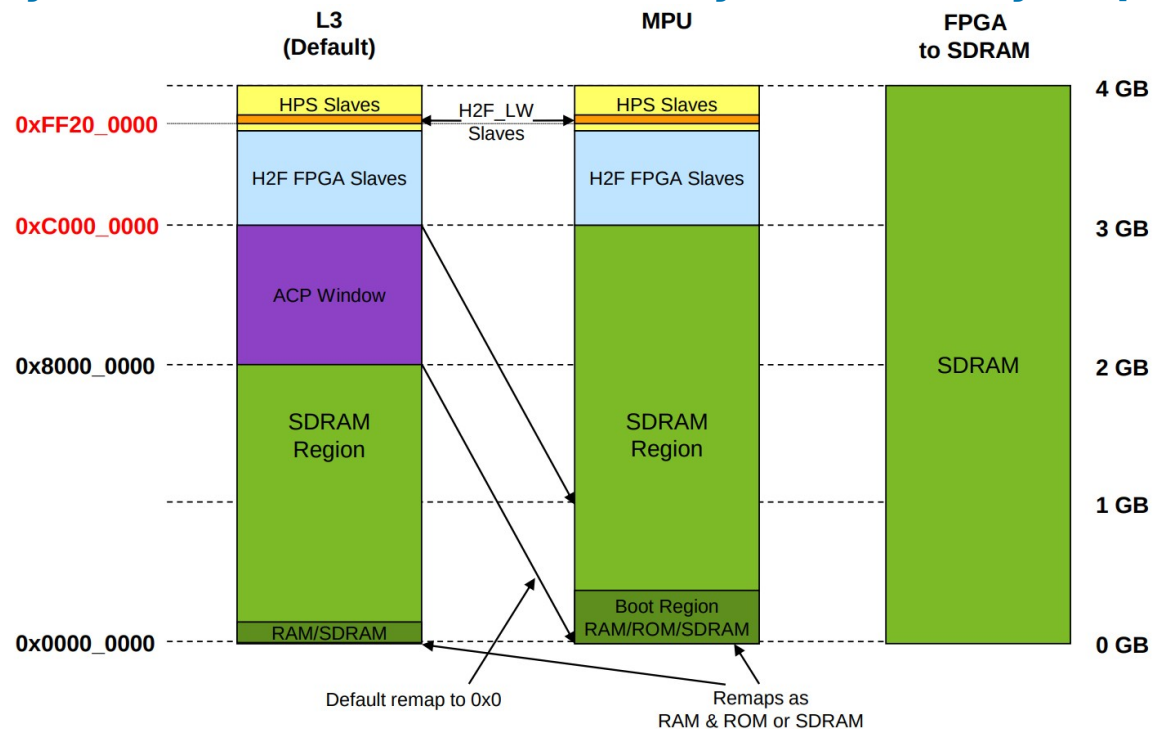 L3
(Default)
MPU
FPGA
to SDRAM
4 GB
HPS Slaves
H2F_LW
Slaves
HPS Slaves
0xFF20_0000
H2F FPGA Slaves
H2F FPGA Slaves
0xC000_0000
3 GB
ACP Window
0x8000_0000
SDRAM
2 GB
SDRAM
Region
SDRAM
Region
1 GB
Boot Region
RAM/ROM/SDRAM
RAM/SDRAM
0x0000_0000
0 GB
Default remap to 0x0
Remaps as
RAM & ROM or SDRAM